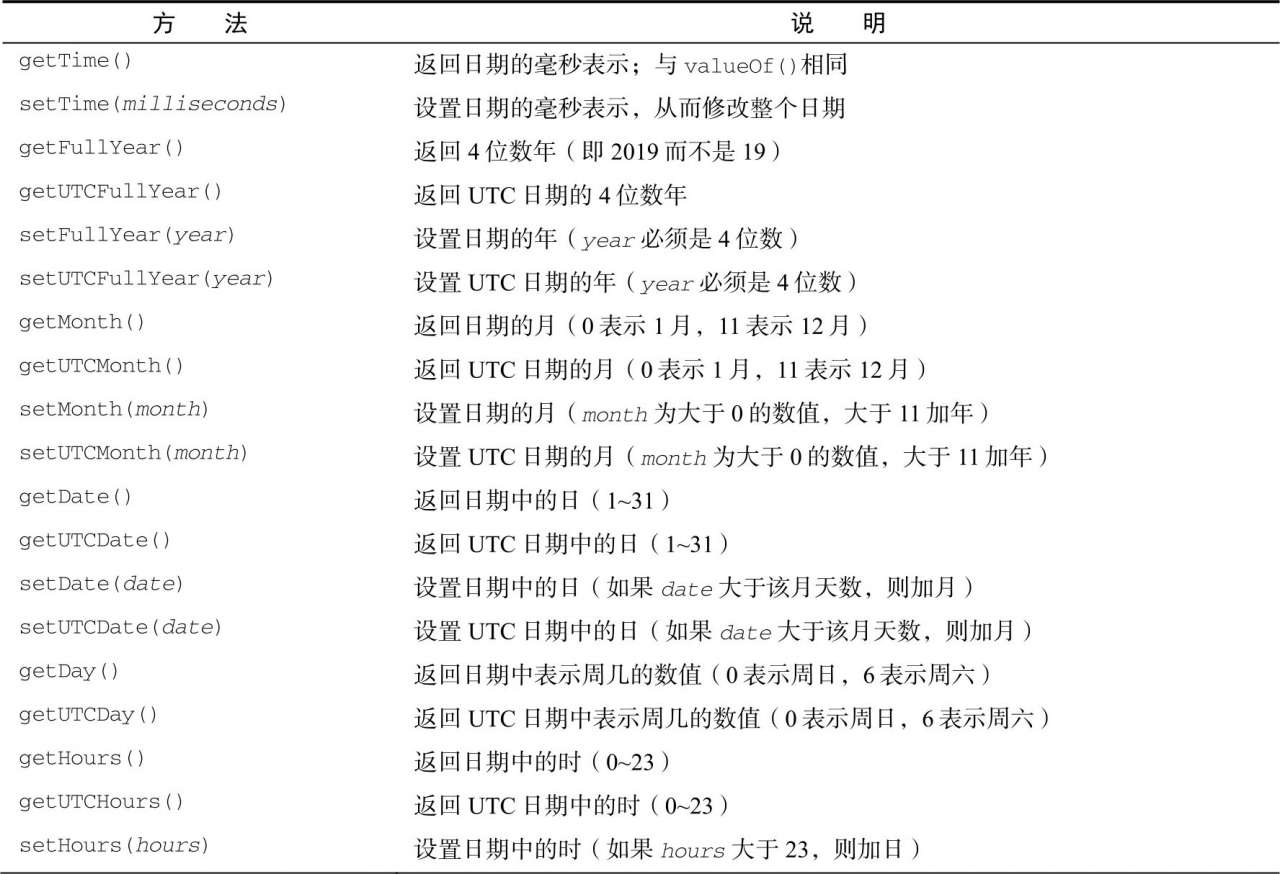 方 法 说 明
getTime() 返回日期的毫秒表示；与 valueOf()相同
setTime(milliseconds) 设置日期的毫秒表示，从而修改整个日期
getFullYear() 返回 4 位数年（即 2019 而不是 19）
getUTCFullYear() 返回 UTC 日期的 4 位数年
setFullYear(year) 设置日期的年（year 必须是 4 位数）
setUTCFullYear(year) 设置 UTC 日期的年（year 必须是 4 位数）
getMonth() 返回日期的月（0 表示 1 月，11 表示 12 月）
getUTCMonth() 返回 UTC 日期的月（0 表示 1 月，11 表示 12 月）
setMonth(month) 设置日期的月（month 为大于 0 的数值，大于 11 加年）
setUTCMonth(month) 设置 UTC 日期的月（month 为大于 0 的数值，大于 11 加年）
getDate() 返回日期中的日（1~31）
getUTCDate() 返回 UTC 日期中的日（1~31）
setDate(date) 设置日期中的日（如果 date 大于该月天数，则加月）
setUTCDate(date) 设置 UTC 日期中的日（如果 date 大于该月天数，则加月）
getDay() 返回日期中表示周几的数值（0 表示周日，6 表示周六）
getUTCDay() 返回 UTC 日期中表示周几的数值（0 表示周日，6 表示周六）
getHours() 返回日期中的时（0~23）
getUTCHours() 返回 UTC 日期中的时（0~23）
setHours(hours) 设置日期中的时（如果 hours 大于 23，则加日）